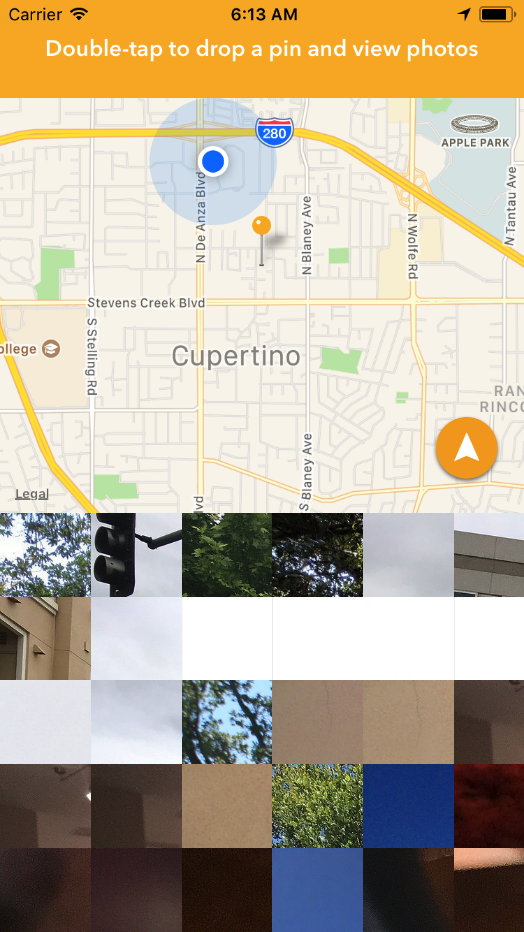 Carrier 6:13 AM
Double-tap to drop a pin and view photos
280
APPLE PARK
N De Anza Blvd
N Blaney Ave
N Wolfe Rd
N Tantau Ave
Stevens Creek Blvd
ollege
S Stelling Rd
Cupertino
RAN
RINCO
S Blaney Ave
Legal
lvd